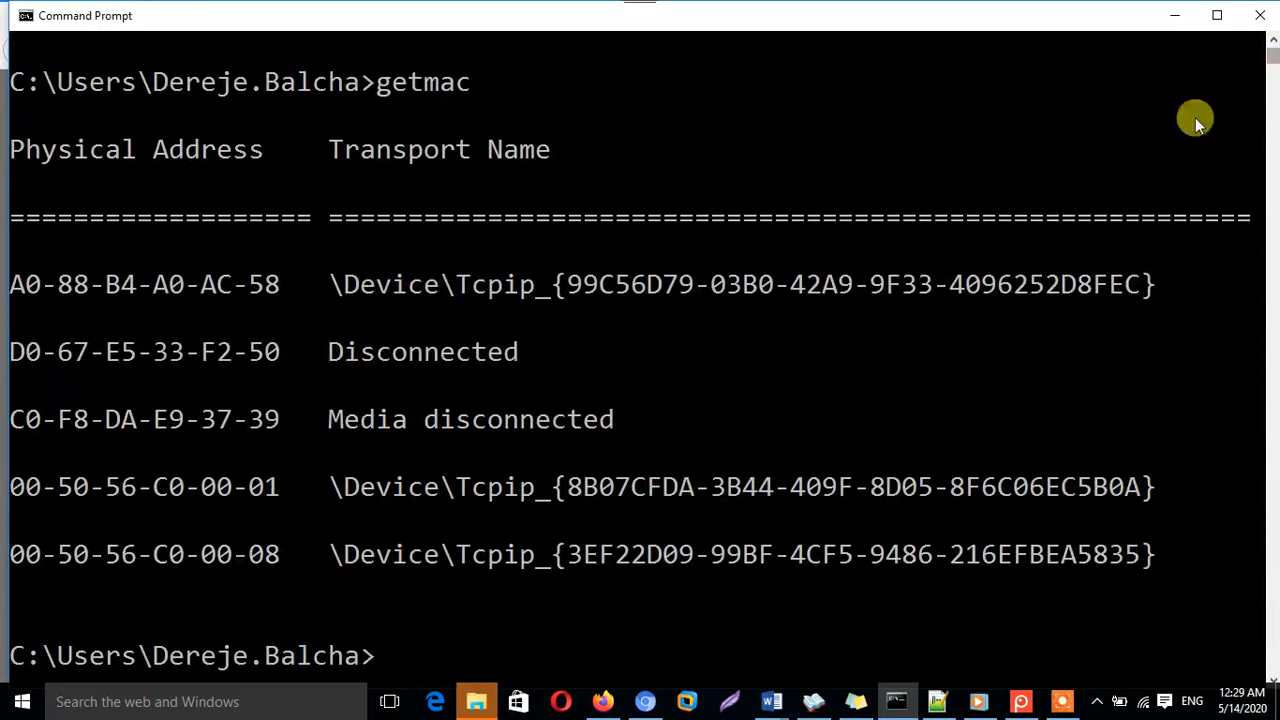 Command Prompt
C:\Users\Dereje.Balcha>getmac
Physical Address    Transport Name
=================== ==========================================================
A0-88-B4-A0-AC-58   \Device\Tcpip_{99C56D79-03B0-42A9-9F33-4096252D8FEC}
D0-67-E5-33-F2-50   Disconnected
C0-F8-DA-E9-37-39   Media disconnected
00-50-56-C0-00-01   \Device\Tcpip_{8B07CFDA-3B44-409F-8D05-8F6C06EC5B0A}
00-50-56-C0-00-08   \Device\Tcpip_{3EF22D09-99BF-4CF5-9486-216EFBEA5835}
C:\Users\Dereje.Balcha>
Search the web and Windows
ENG
12:29 AM
5/14/2020